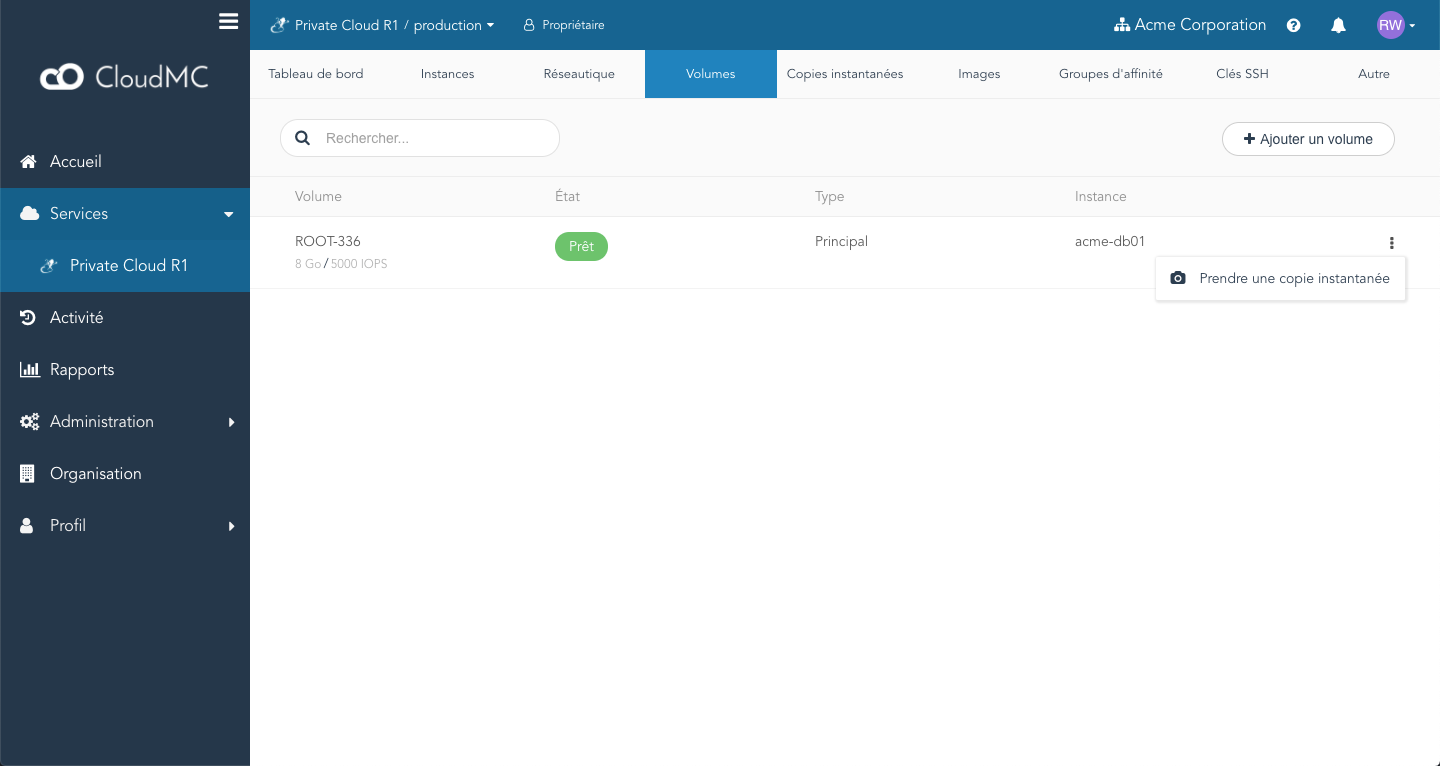 Private Cloud R1 / production
Propriétaire
Acme Corporation
RW
CloudMC
Tableau de bord
Instances
Réseautique
Volumes
Copies instantanées
Images
Groupes d'affinité
Clés SSH
Autre
Accueil
Services
Private Cloud R1
Activité
Rapports
Administration
Organisation
Profil
Rechercher...
Ajouter un volume
Volume
État
Type
Instance
ROOT-336
8 Go / 5000 IOPS
Prêt
Principal
acme-db01
Prendre une copie instantanée